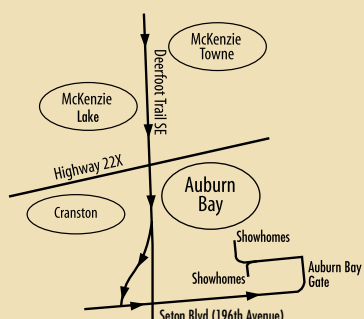 McKenzie
Towne
Deerfoot Trail SE
McKenzie
Lake
Highway 22X
Auburn
Bay
Cranston
Showhomes
Showhomes
Auburn Bay
Gate
Seton Blvd (196th Avenue)